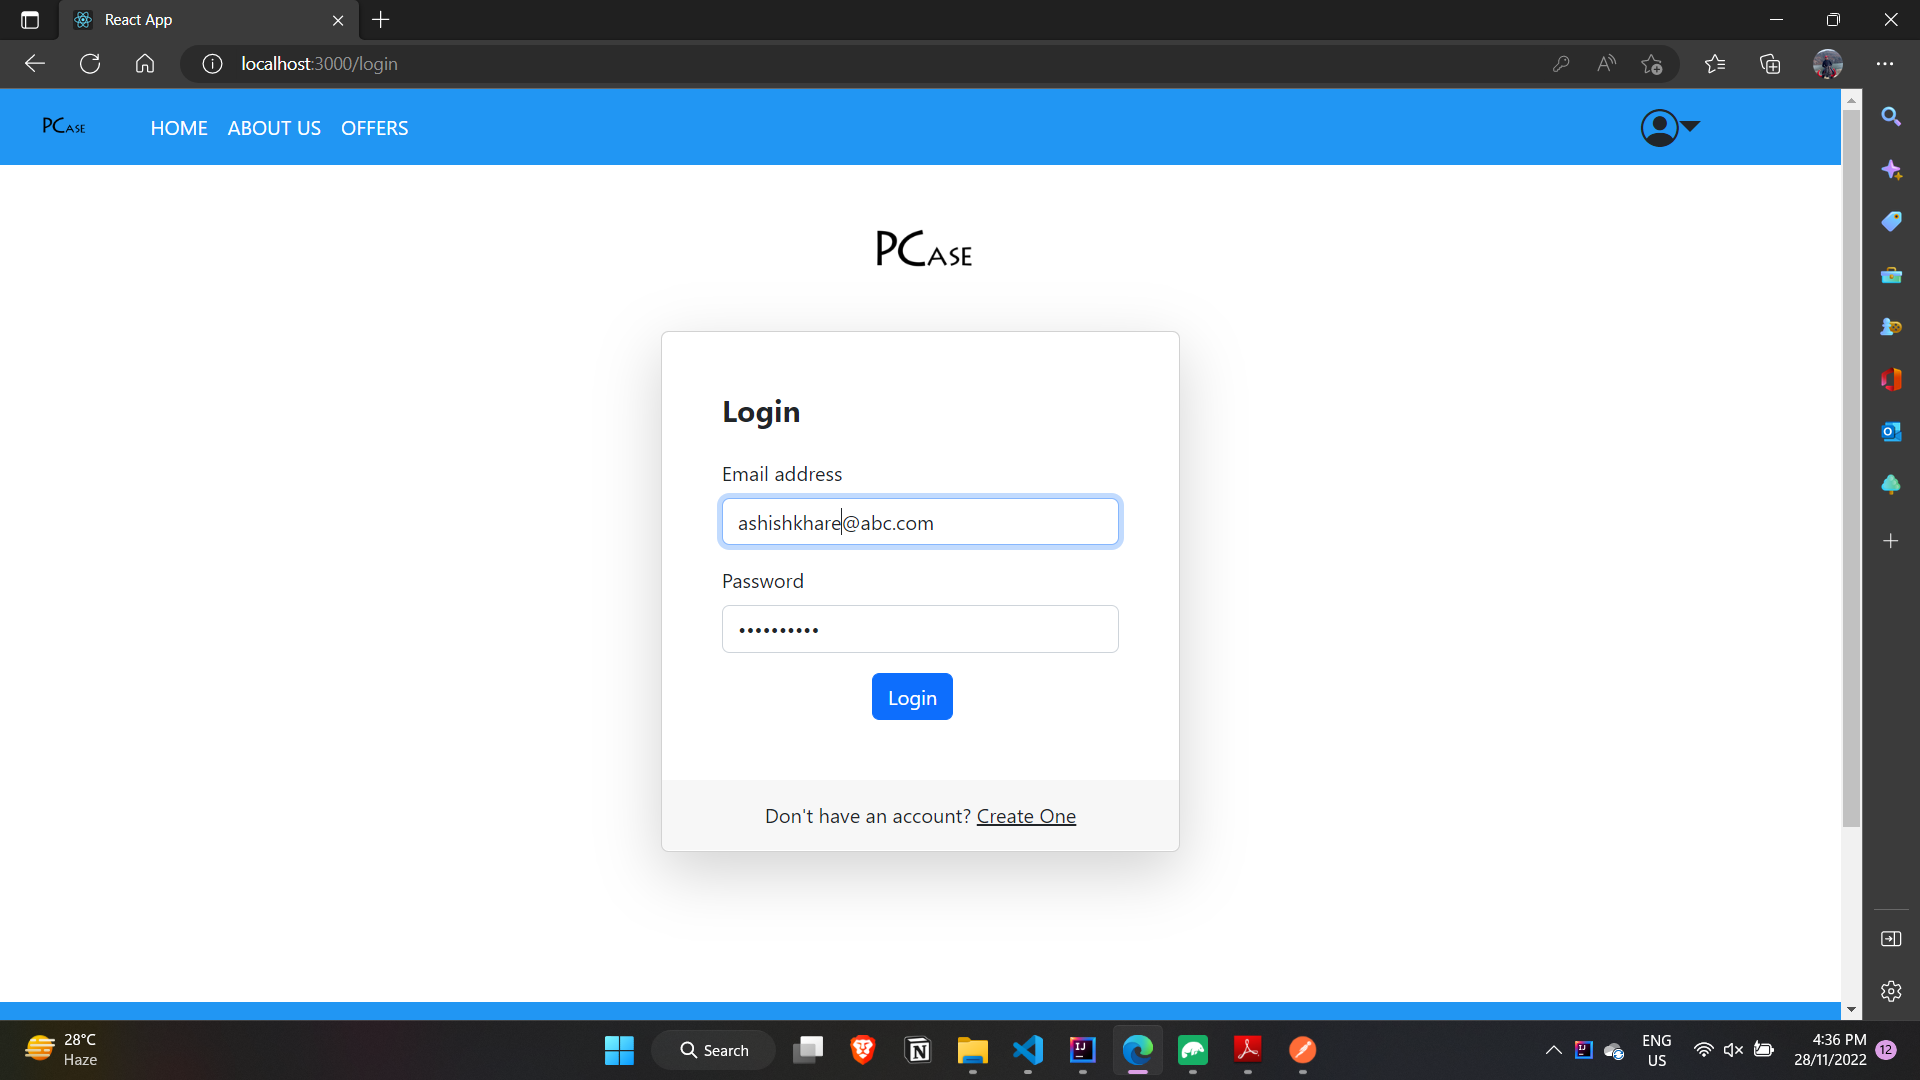 React App
localhost:3000/login
PCASE
HOME ABOUT US OFFERS
PCASE
Login
Email address
ashishkhare@abc.com
Password
••••••••••
Login
Don't have an account? Create One
28°C
Haze
Search
ENG
US
4:36 PM
28/11/2022
12